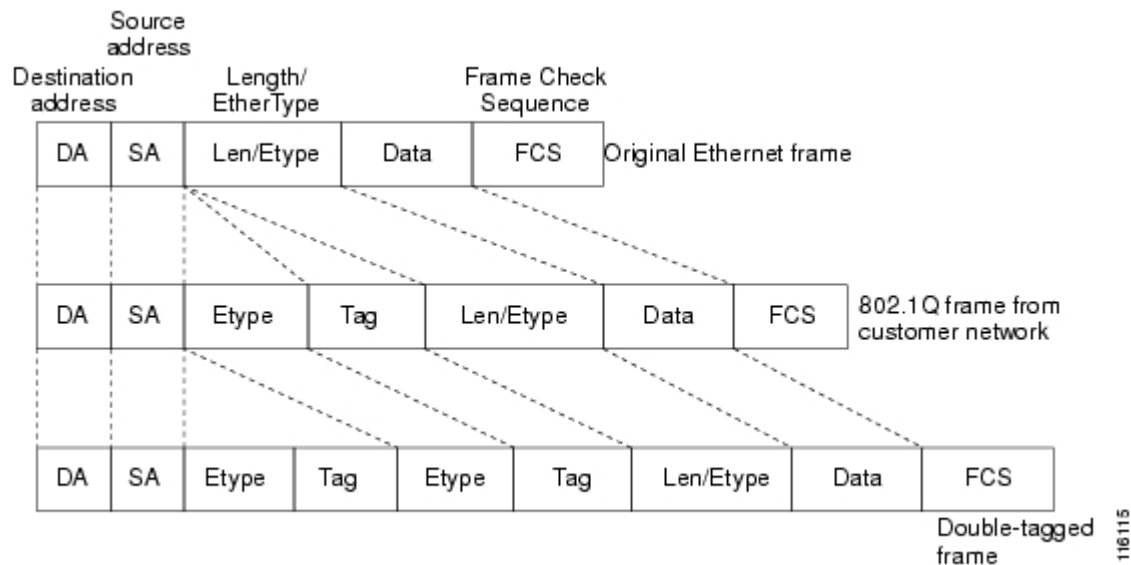 Source
address
Destination
address
Length/
EtherType
Frame Check
Sequence
DA SA Len/Etype Data FCS Original Ethernet frame
DA SA Etype Tag Len/Etype Data FCS 802.1Q frame from
customer network
DA SA Etype Tag Etype Tag Len/Etype Data FCS
Double-tagged
frame
116115